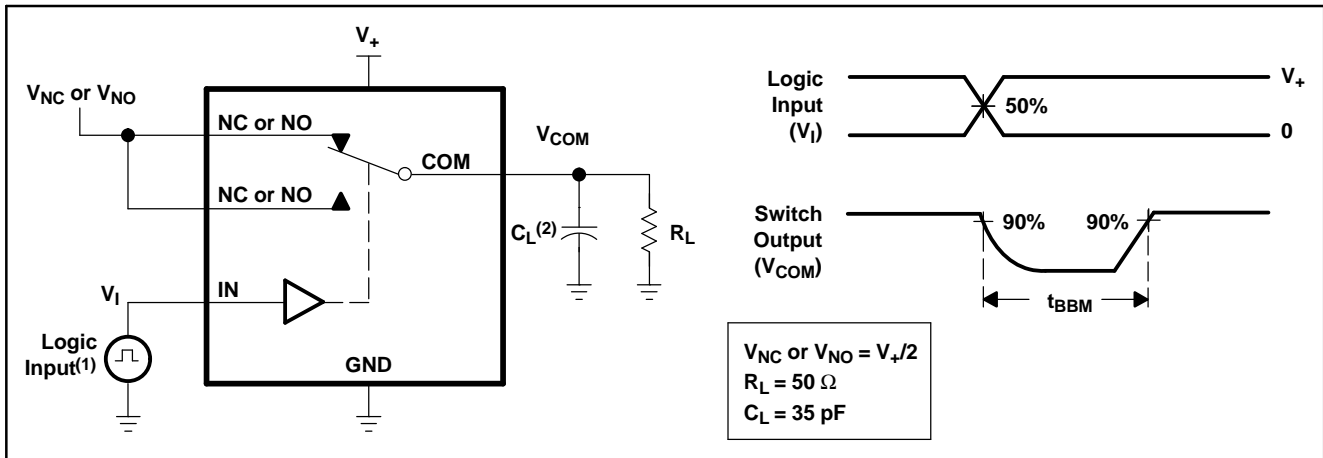 V+
VNC or VNO
NC or NO
VCOM
COM
NC or NO
CL(2)
RL
VI
IN
Logic
Input(1)
GND
Logic
Input
(VI)
V+
50%
0
Switch
Output
(VCOM)
90%
90%
tBBM
VNC or VNO = V+/2
RL = 50 Ω
CL = 35 pF